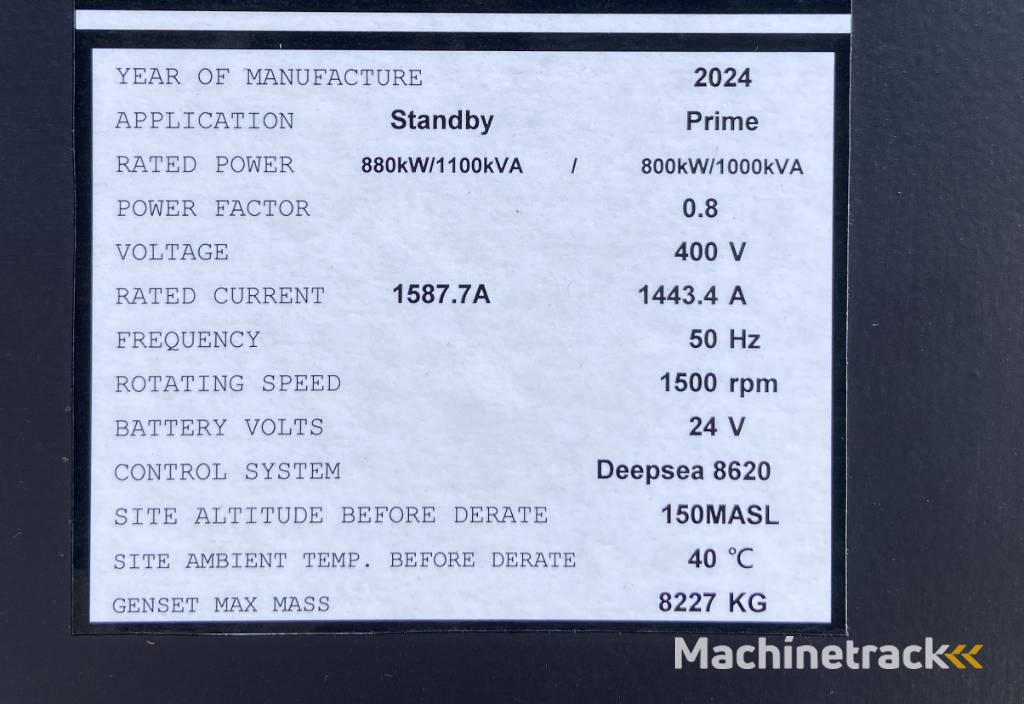 YEAR OF MANUFACTURE 2024
APPLICATION Standby Prime
RATED POWER 880kW/1100kVA / 800kW/1000kVA
POWER FACTOR 0.8
VOLTAGE 400 V
RATED CURRENT 1587.7A 1443.4 A
FREQUENCY 50 Hz
ROTATING SPEED 1500 rpm
BATTERY VOLTS 24 V
CONTROL SYSTEM Deepsea 8620
SITE ALTITUDE BEFORE DERATE 150MASL
SITE AMBIENT TEMP. BEFORE DERATE 40 ℃
GENSET MAX MASS 8227 KG
Machinetrack